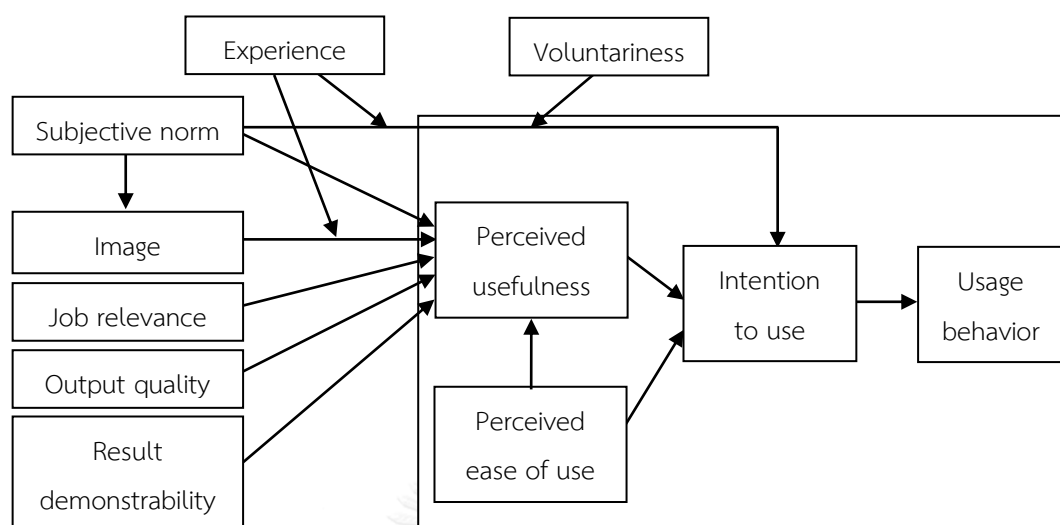 Experience
Voluntariness
Subjective norm
Image
Job relevance
Output quality
Result
demonstrability
Perceived
usefulness
Perceived
ease of use
Intention
to use
Usage
behavior